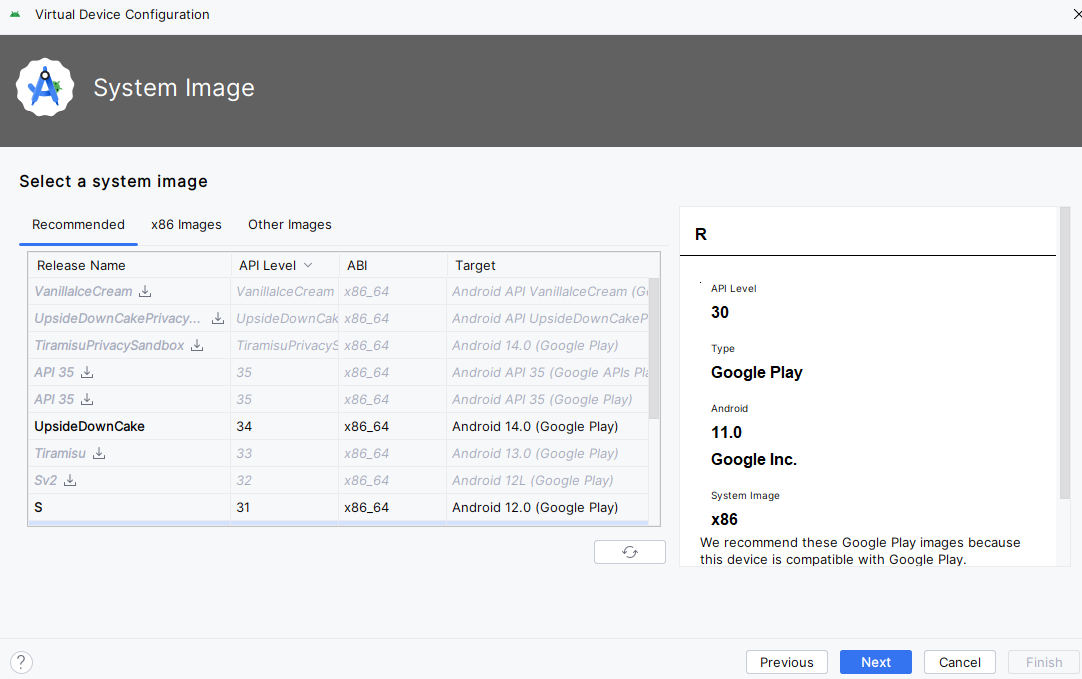 Virtual Device Configuration
System Image
Select a system image
Recommended x86 Images Other Images
Release Name API Level ABI Target
VanillaIceCream VanillaIceCream x86_64 Android API VanillaIceCream (Go
UpsideDownCakePrivacy... UpsideDownCak x86_64 Android API UpsideDownCakeP
TiramisuPrivacySandbox TiramisuPrivacyS x86_64 Android 14.0 (Google Play)
API 35 35 x86_64 Android API 35 (Google APIs Pla
API 35 35 x86_64 Android API 35 (Google Play)
UpsideDownCake 34 x86_64 Android 14.0 (Google Play)
Tiramisu 33 x86_64 Android 13.0 (Google Play)
Sv2 32 x86_64 Android 12L (Google Play)
S 31 x86_64 Android 12.0 (Google Play)
R
API Level
30
Type
Google Play
Android
11.0
Google Inc.
System Image
x86
We recommend these Google Play images because
this device is compatible with Google Play.
? Previous Next Cancel Finish